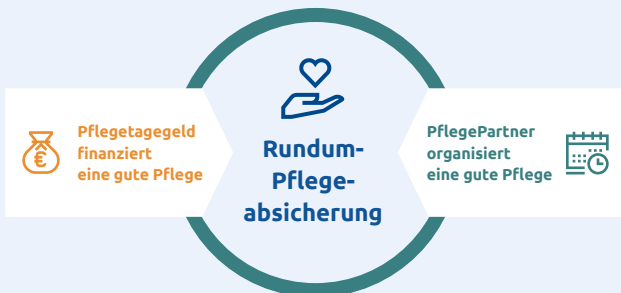 Pflegetagegeld
finanziert
eine gute Pflege
Rundum-
Pflege-
absicherung
PflegePartner
organisiert
eine gute Pflege